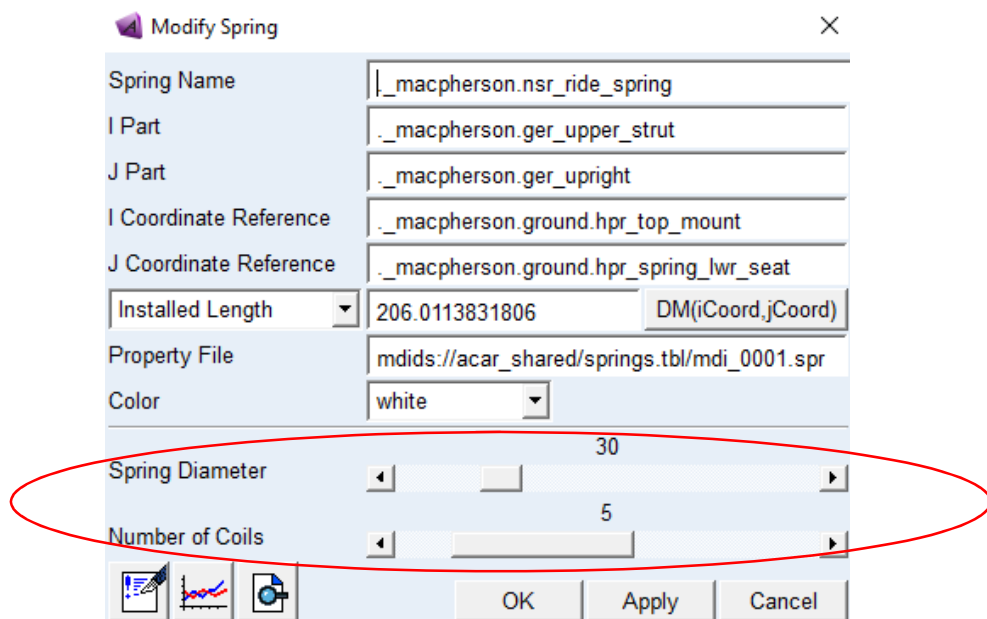 Modify Spring
Spring Name ._macpherson.nsr_ride_spring
I Part ._macpherson.ger_upper_strut
J Part ._macpherson.ger_upright
I Coordinate Reference ._macpherson.ground.hpr_top_mount
J Coordinate Reference ._macpherson.ground.hpr_spring_lwr_seat
Installed Length 206.0113831806 DM(iCoord,jCoord)
Property File mdids://acar_shared/springs.tbl/mdi_0001.spr
Color white
30
Spring Diameter
5
Number of Coils
OK Apply Cancel